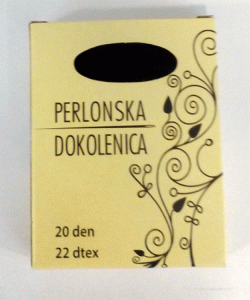 PERLONSKA
DOKOLENICA
20 den
22 dtex